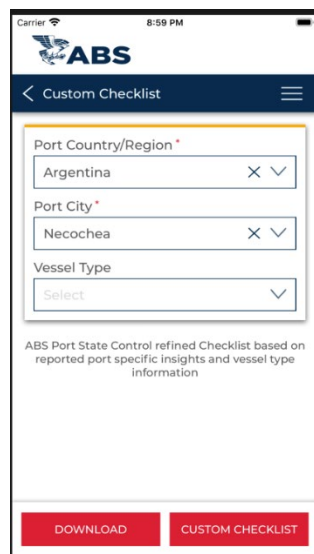 Carrier 8:59 PM
ABS
Custom Checklist
Port Country/Region *
Argentina
Port City *
Necochea
Vessel Type
Select
ABS Port State Control refined Checklist based on
reported port specific insights and vessel type
information
DOWNLOAD CUSTOM CHECKLIST